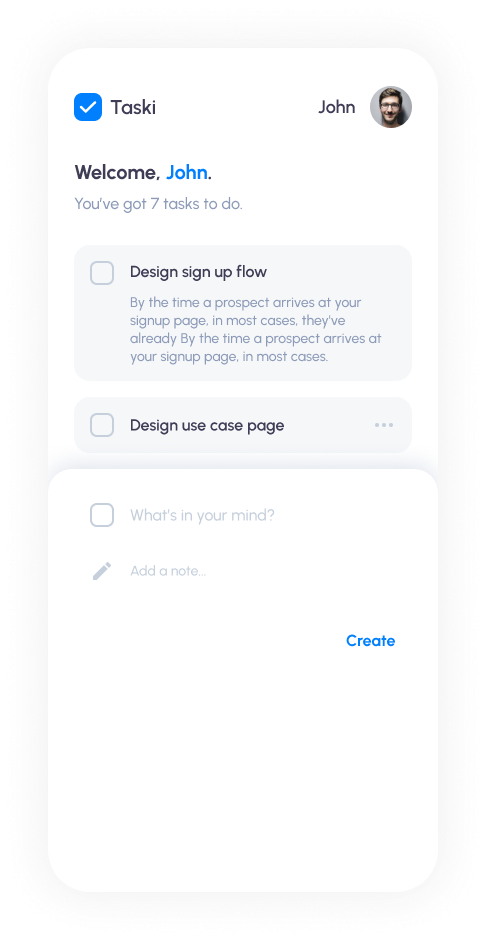 Taski
John
Welcome, John.
You’ve got 7 tasks to do.
Design sign up flow
By the time a prospect arrives at your
signup page, in most cases, they've
already By the time a prospect arrives at
your signup page, in most cases.
Design use case page
What's in your mind?
Add a note...
Create